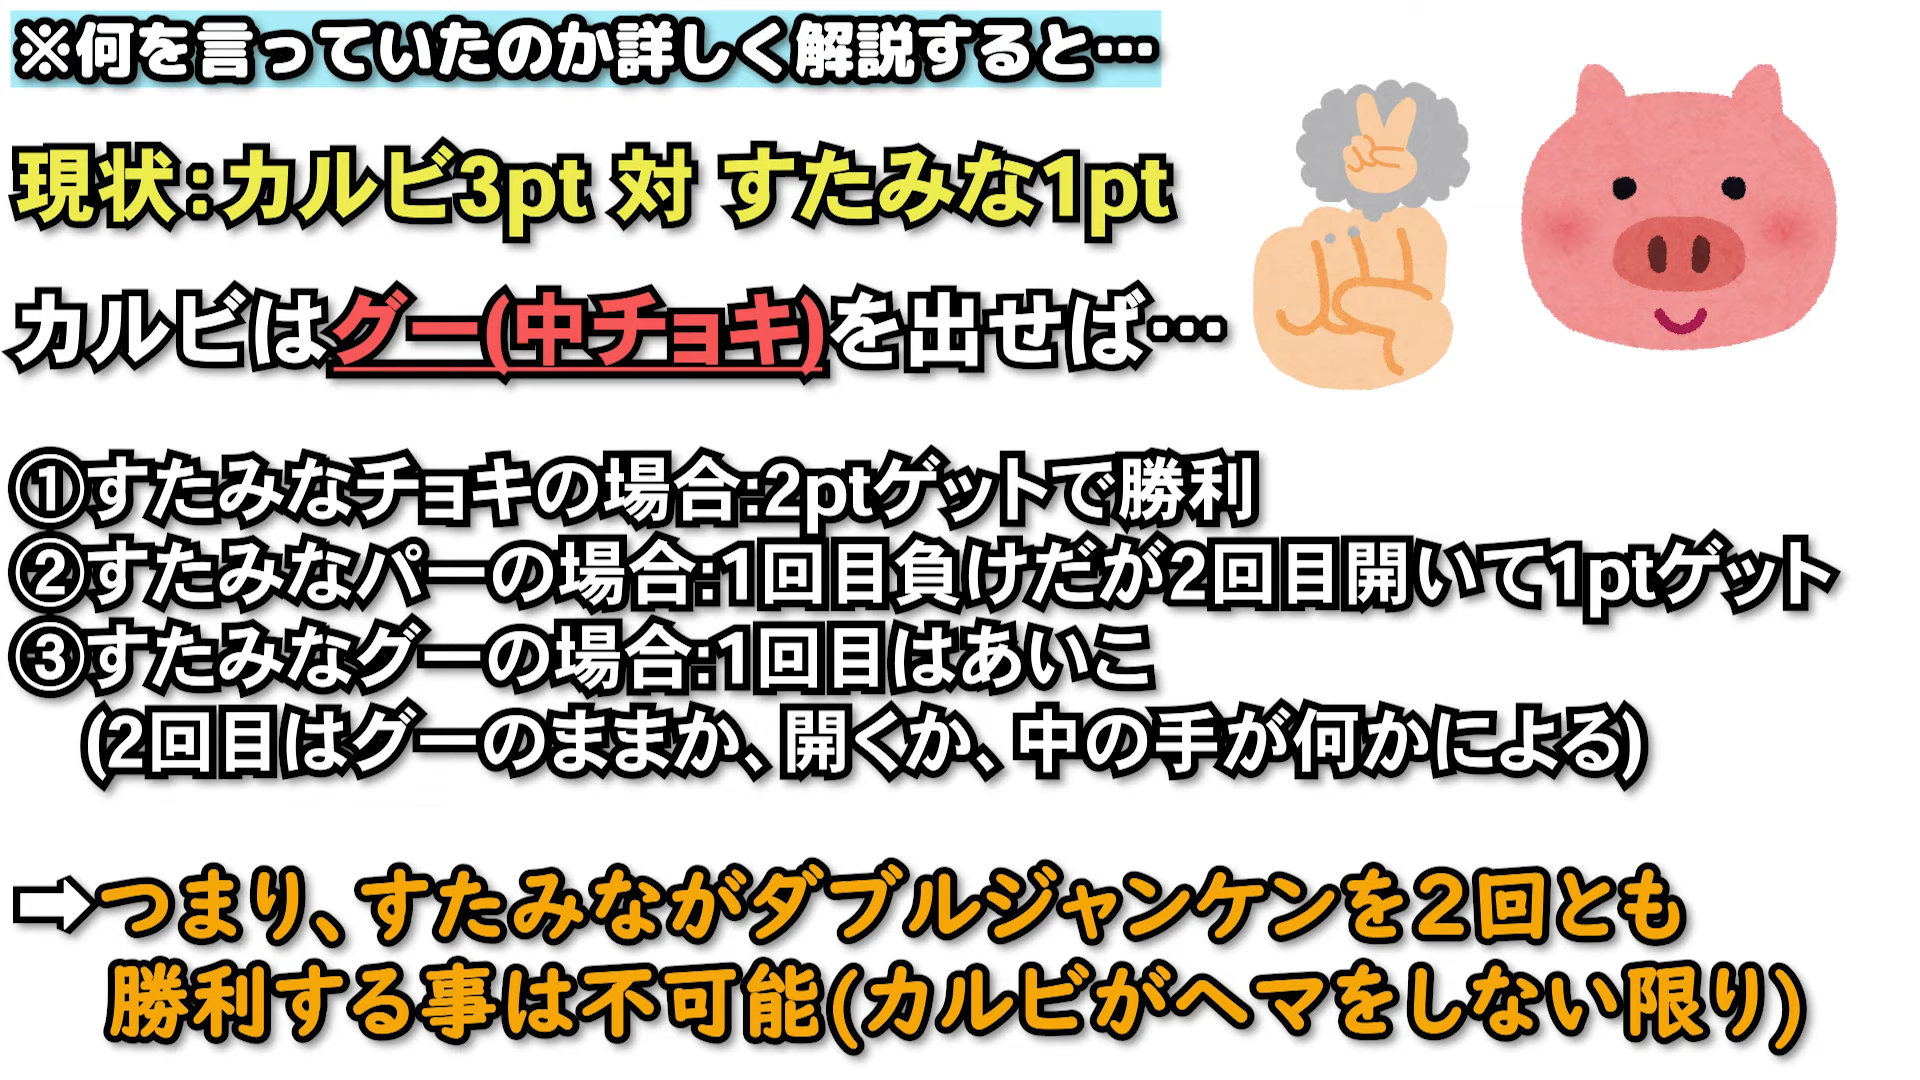 ※何を言っていたのか詳しく解説すると…
現状:カルビ3pt 対 すたみな1pt
カルビはグー(中チョキ)を出せば…
①すたみなチョキの場合:2ptゲットで勝利
②すたみなパーの場合:1回目負けだが2回目開いて1ptゲット
③すたみなグーの場合:1回目はあいこ
(2回目はグーのままか、開くか、中の手が何かによる)
➡つまり、すたみながダブルジャンケンを2回とも
勝利する事は不可能(カルビがヘマをしない限り)